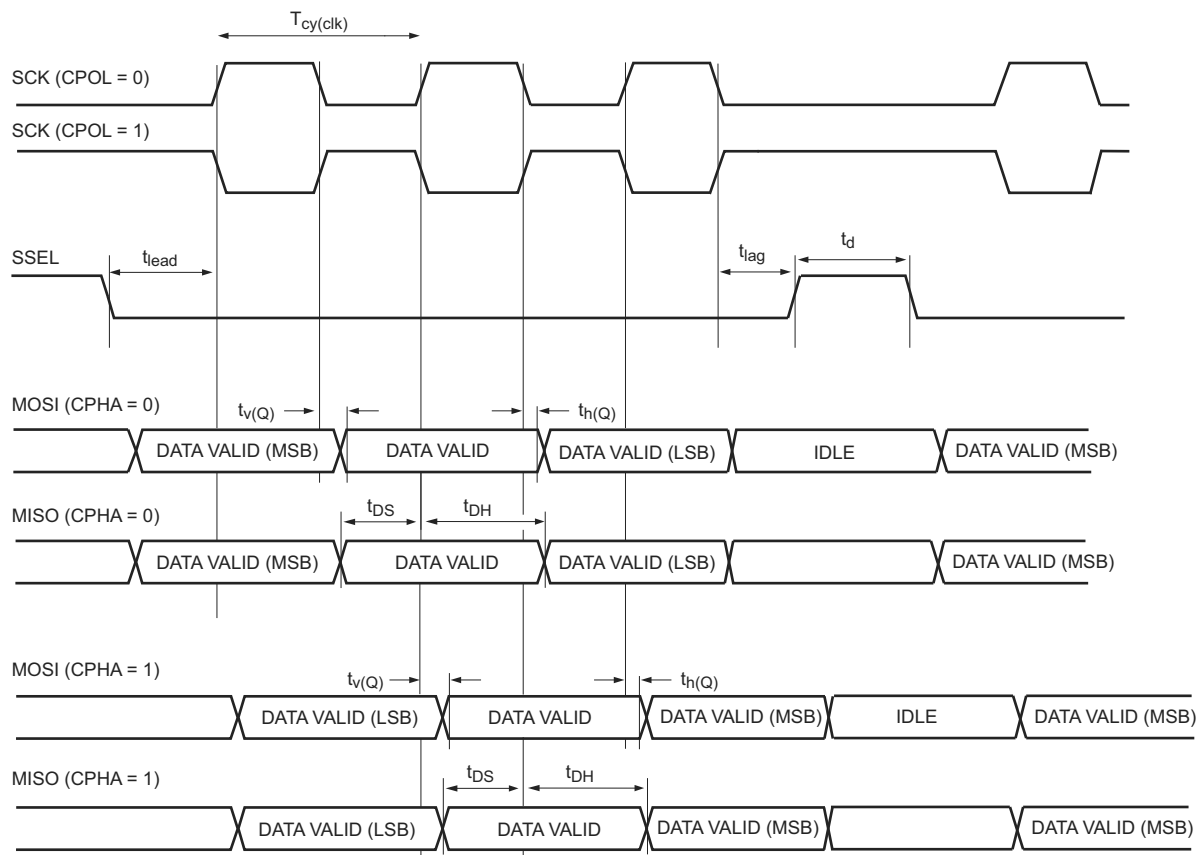 Tcy(clk)
SCK (CPOL = 0)
SCK (CPOL = 1)
SSEL
tlead
tlag
td
MOSI (CPHA = 0)
tv(Q)
th(Q)
DATA VALID (MSB)
DATA VALID
DATA VALID (LSB)
IDLE
DATA VALID (MSB)
MISO (CPHA = 0)
tDS
tDH
DATA VALID (MSB)
DATA VALID
DATA VALID (LSB)
DATA VALID (MSB)
MOSI (CPHA = 1)
tv(Q)
th(Q)
DATA VALID (LSB)
DATA VALID
DATA VALID (MSB)
IDLE
DATA VALID (MSB)
MISO (CPHA = 1)
tDS
tDH
DATA VALID (LSB)
DATA VALID
DATA VALID (MSB)
DATA VALID (MSB)